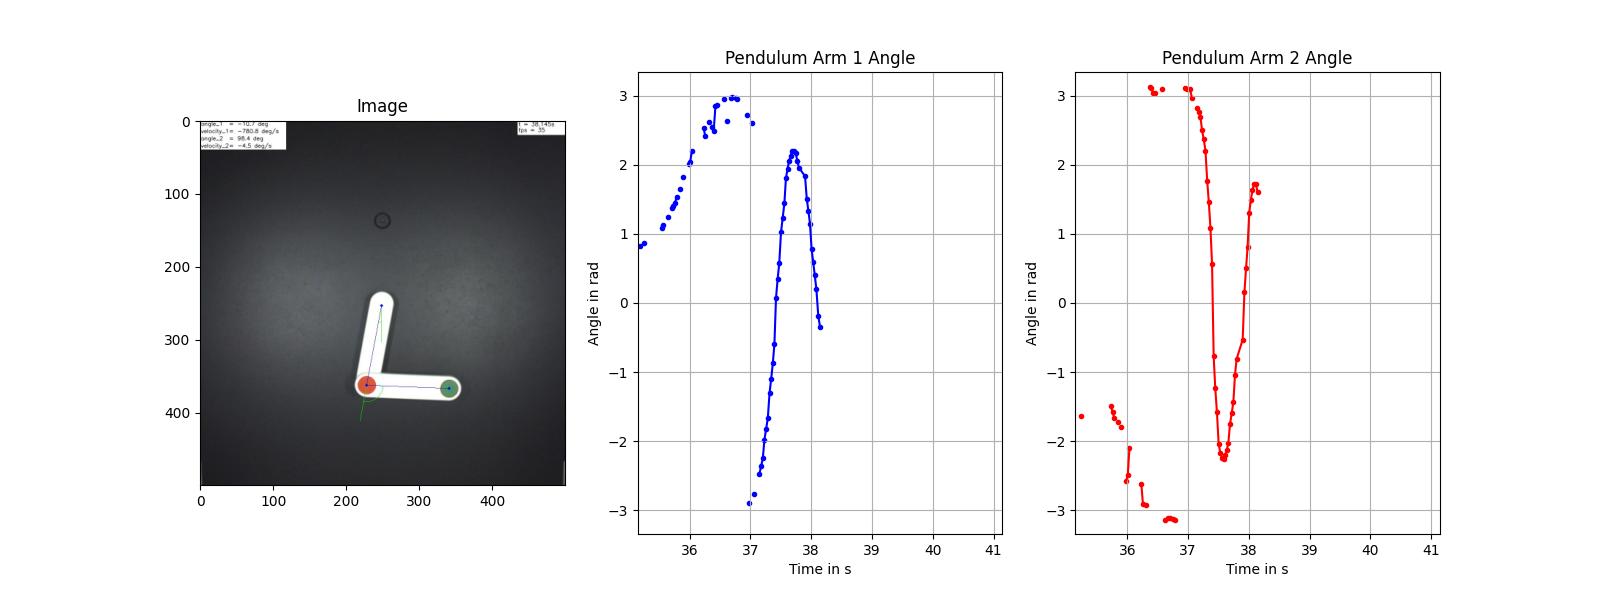 Image
angle_1 = -10.7 deg
velocity_1= -780.8 deg/s
angle_2 = 98.4 deg
velocity_2= -4.5 deg/s
t = 38.145s
fps = 35
0
100
200
300
400
0 100 200 300 400
Pendulum Arm 1 Angle
Angle in rad
3
2
1
0
−1
−2
−3
36 37 38 39 40 41
Time in s
Pendulum Arm 2 Angle
Angle in rad
3
2
1
0
−1
−2
−3
36 37 38 39 40 41
Time in s